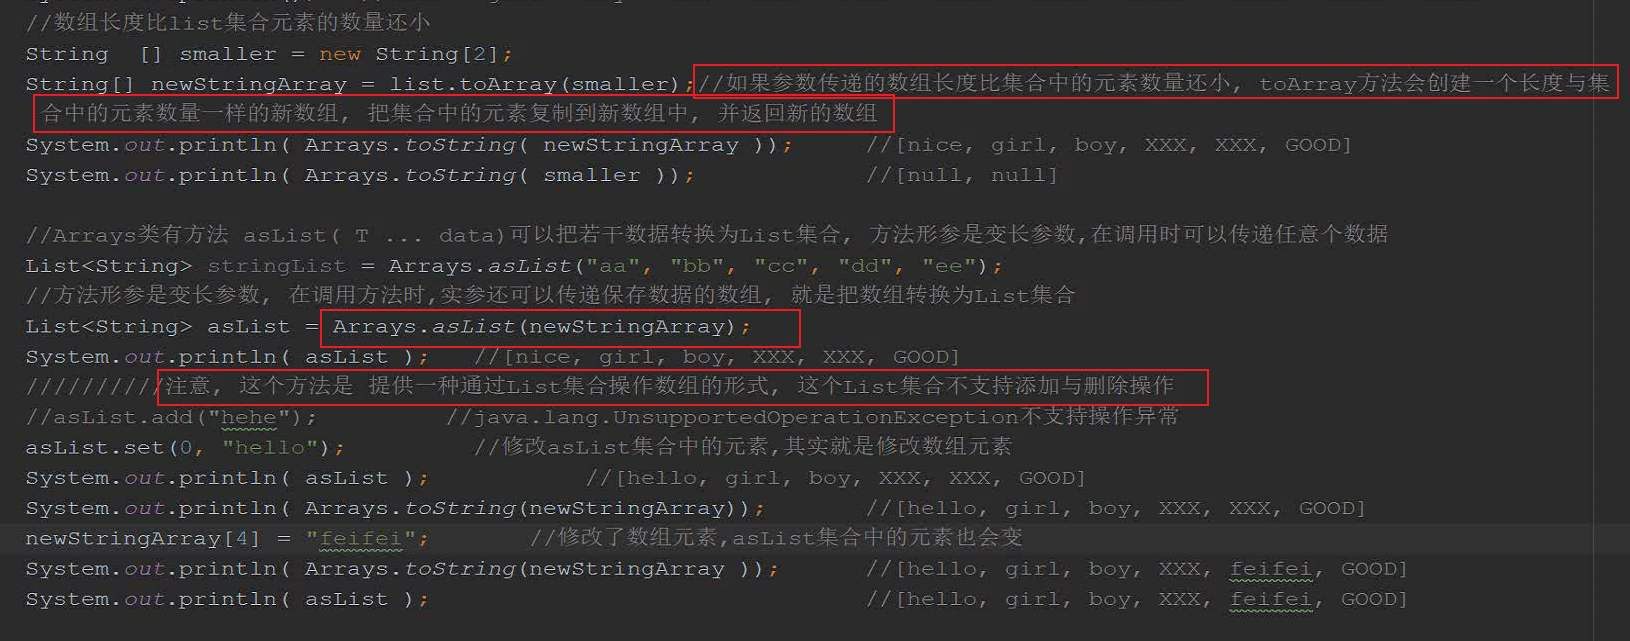 //数组长度比list集合元素的数量还小
String  [] smaller = new String[2];
String[] newStringArray = list.toArray(smaller);//如果参数传递的数组长度比集合中的元素数量还小, toArray方法会创建一个长度与集
合中的元素数量一样的新数组, 把集合中的元素复制到新数组中, 并返回新的数组
System.out.println( Arrays.toString( newStringArray ));     //[nice, girl, boy, XXX, XXX, GOOD]
System.out.println( Arrays.toString( smaller ));            //[null, null]
//Arrays类有方法 asList( T ... data)可以把若干数据转换为List集合, 方法形参是变长参数,在调用时可以传递任意个数据
List<String> stringList = Arrays.asList("aa", "bb", "cc", "dd", "ee");
//方法形参是变长参数, 在调用方法时,实参还可以传递保存数据的数组, 就是把数组转换为List集合
List<String> asList = Arrays.asList(newStringArray);
System.out.println( asList );   //[nice, girl, boy, XXX, XXX, GOOD]
//////////注意, 这个方法是 提供一种通过List集合操作数组的形式, 这个List集合不支持添加与删除操作
//asList.add("hehe");         //java.lang.UnsupportedOperationException不支持操作异常
asList.set(0, "hello");         //修改asList集合中的元素,其实就是修改数组元素
System.out.println( asList );           //[hello, girl, boy, XXX, XXX, GOOD]
System.out.println( Arrays.toString(newStringArray));       //[hello, girl, boy, XXX, XXX, GOOD]
newStringArray[4] = "feifei";       //修改了数组元素,asList集合中的元素也会变
System.out.println( Arrays.toString(newStringArray ));      //[hello, girl, boy, XXX, feifei, GOOD]
System.out.println( asList );                               //[hello, girl, boy, XXX, feifei, GOOD]